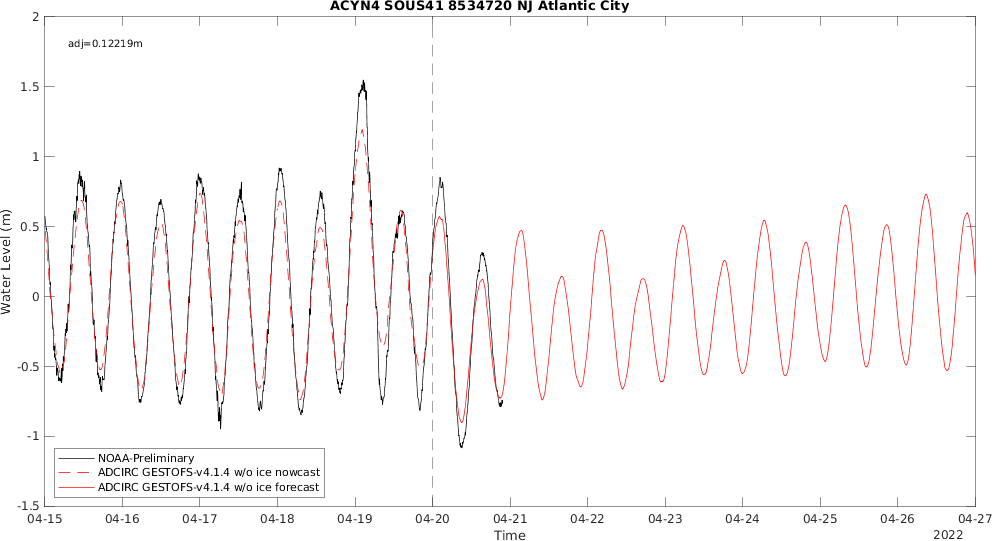 ACYN4 SOUS41 8534720 NJ Atlantic City
adj=0.12219m
2
1.5
1
0.5
0
-0.5
-1
-1.5
Water Level (m)
NOAA-Preliminary
ADCIRC GESTOFS-v4.1.4 w/o ice nowcast
ADCIRC GESTOFS-v4.1.4 w/o ice forecast
04-15 04-16 04-17 04-18 04-19 04-20 04-21 04-22 04-23 04-24 04-25 04-26 04-27
Time
2022